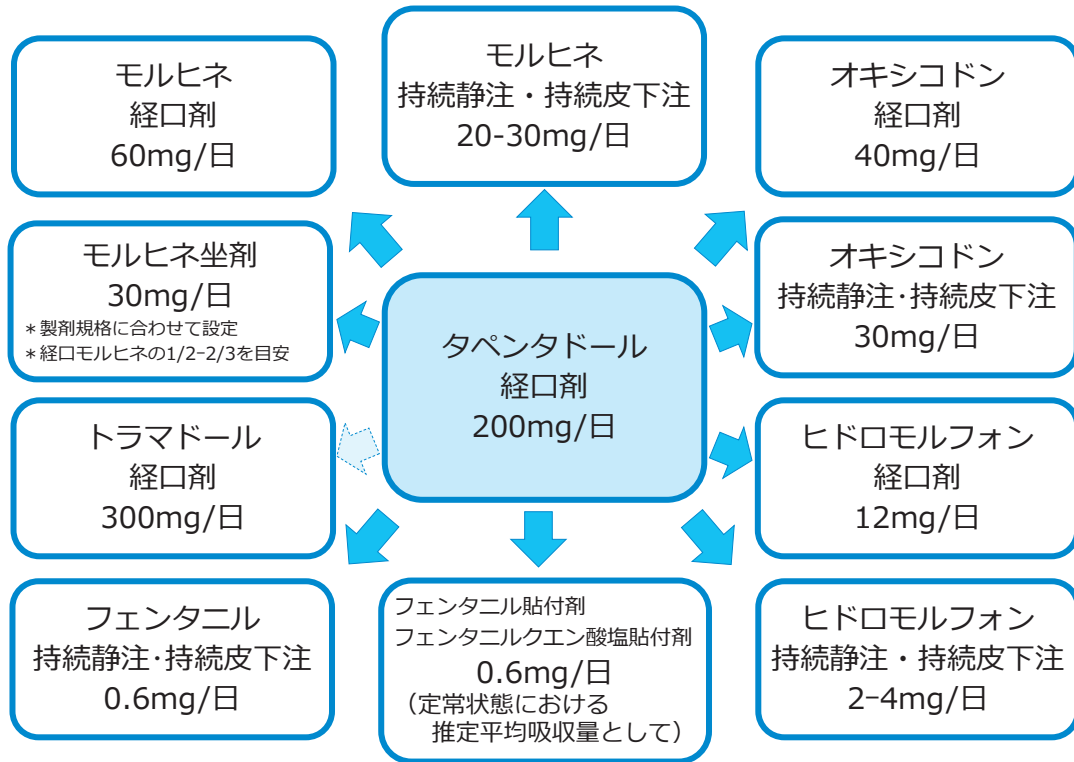 モルヒネ
経口剤
60mg/日
モルヒネ
持続静注・持続皮下注
20-30mg/日
オキシコドン
経口剤
40mg/日
モルヒネ坐剤
30mg/日
＊製剤規格に合わせて設定
＊経口モルヒネの1/2−2/3を目安
タペンタドール
経口剤
200mg/日
オキシコドン
持続静注･持続皮下注
30mg/日
トラマドール
経口剤
300mg/日
ヒドロモルフォン
経口剤
12mg/日
フェンタニル
持続静注･持続皮下注
0.6mg/日
フェンタニル貼付剤
フェンタニルクエン酸塩貼付剤
0.6mg/日
（定常状態における
推定平均吸収量として）
ヒドロモルフォン
持続静注・持続皮下注
2−4mg/日